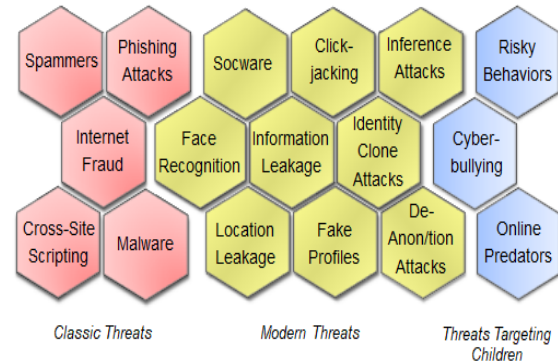 Spammers
Phishing
Attacks
Socware
Click-
jacking
Inference
Attacks
Risky
Behaviors
Internet
Fraud
Face
Recognition
Information
Leakage
Identity
Clone
Attacks
Cyber-
bullying
Cross-Site
Scripting
Malware
Location
Leakage
Fake
Profiles
De-
Anon/tion
Attacks
Online
Predators
Classic Threats
Modern Threats
Threats Targeting
Children